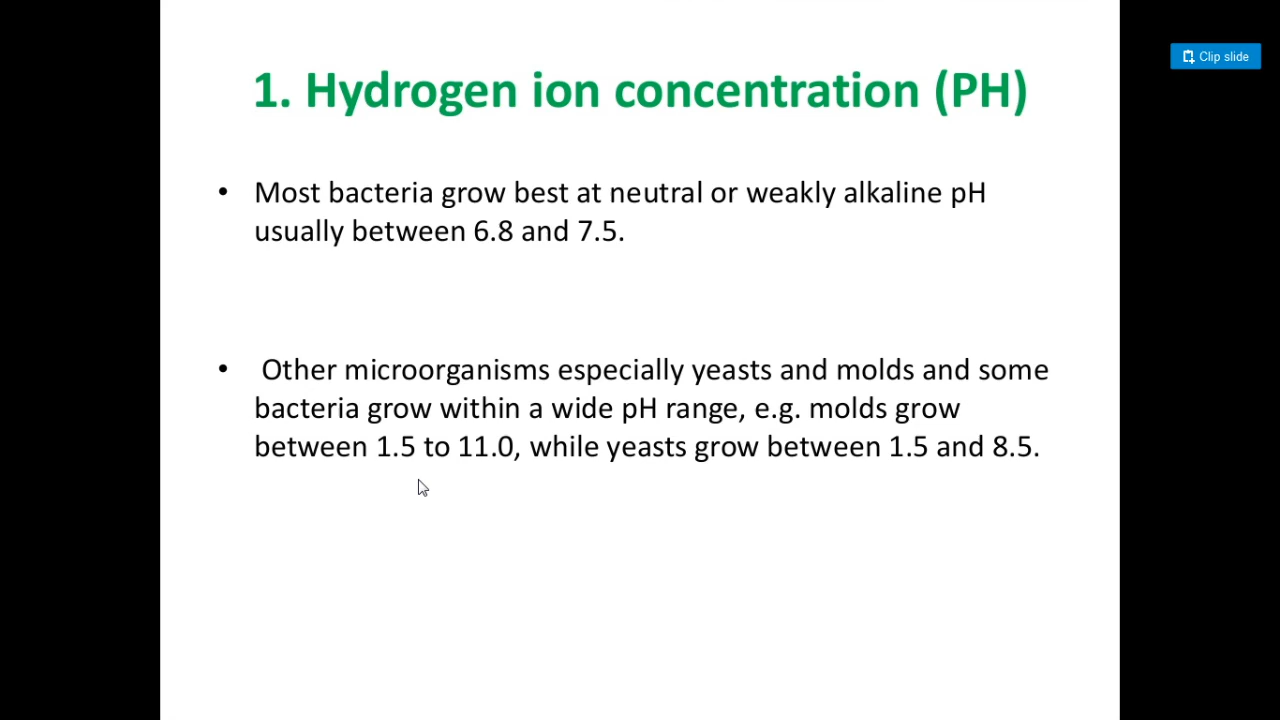 Clip slide
1. Hydrogen ion concentration (PH)
• Most bacteria grow best at neutral or weakly alkaline pH
usually between 6.8 and 7.5.
• Other microorganisms especially yeasts and molds and some
bacteria grow within a wide pH range, e.g. molds grow
between 1.5 to 11.0, while yeasts grow between 1.5 and 8.5.